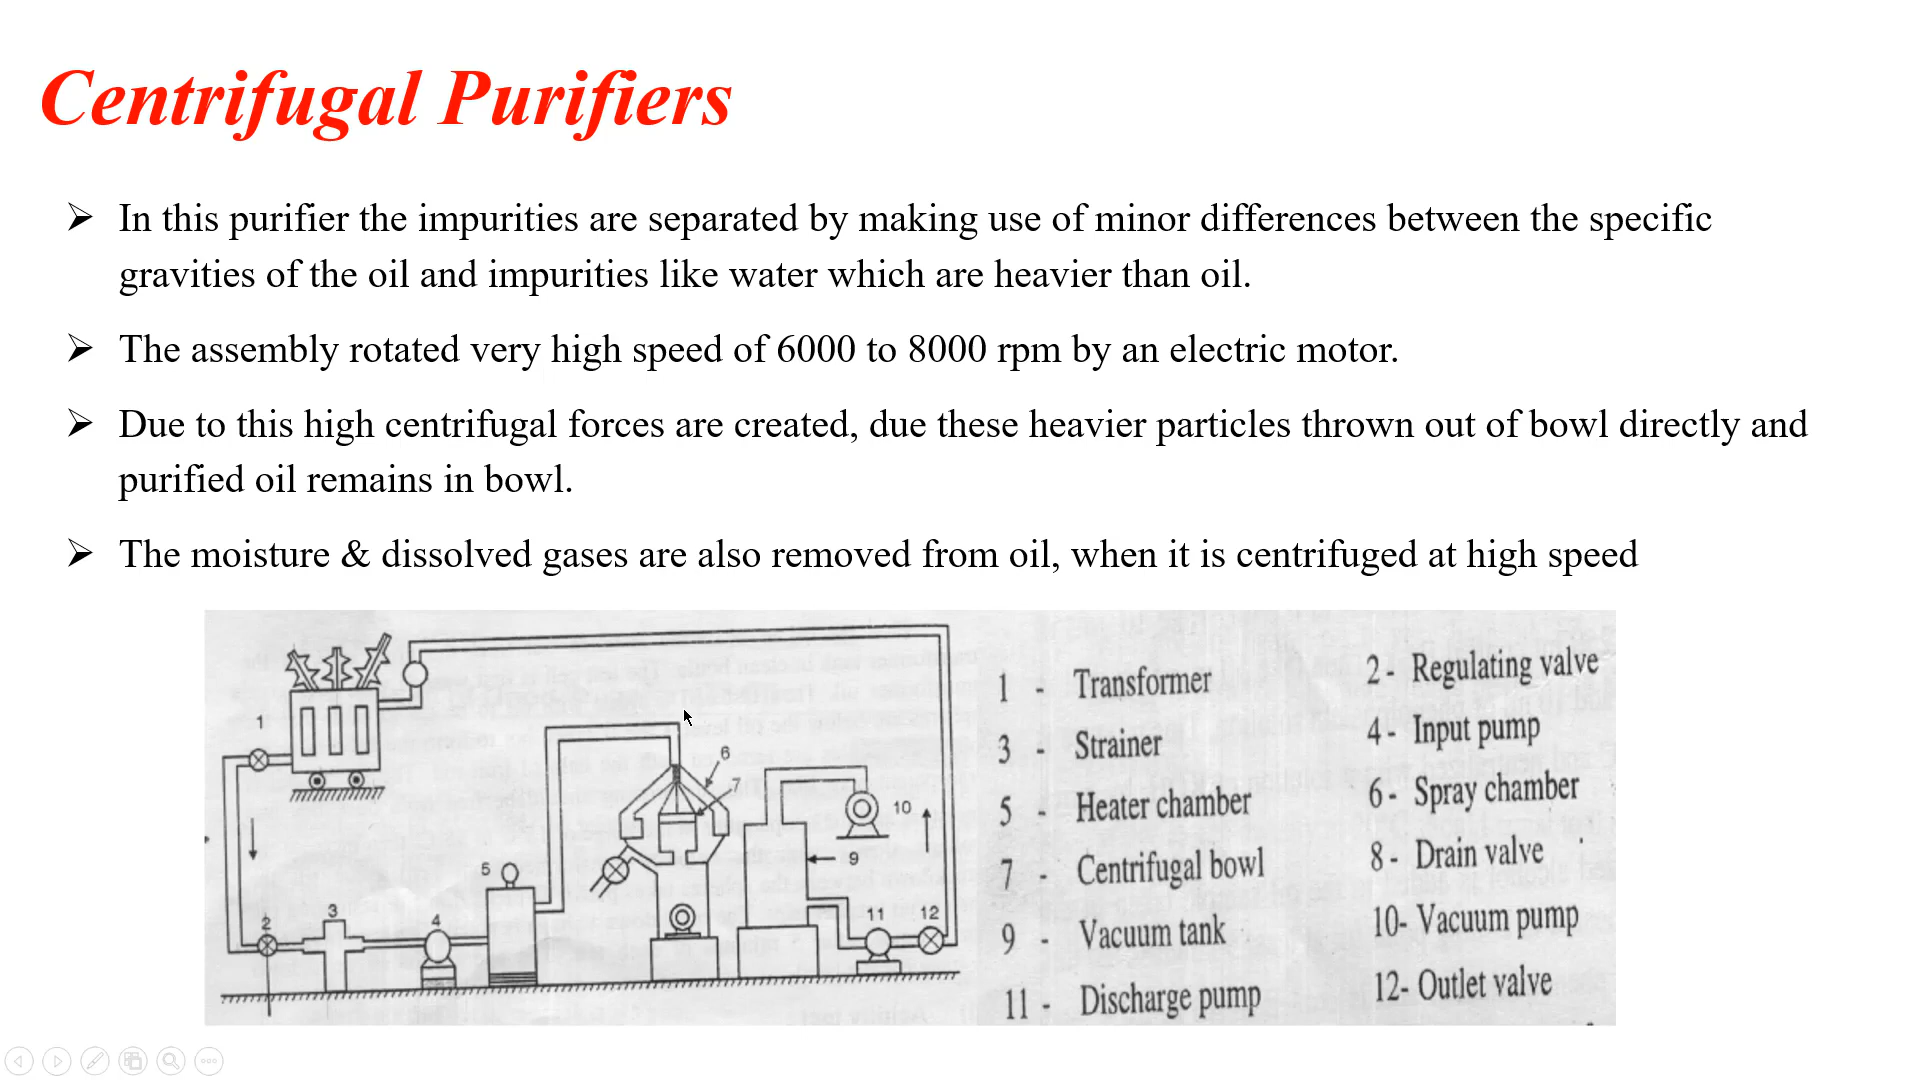 Centrifugal Purifiers
In this purifier the impurities are separated by making use of minor differences between the specific
gravities of the oil and impurities like water which are heavier than oil.
The assembly rotated very high speed of 6000 to 8000 rpm by an electric motor.
Due to this high centrifugal forces are created, due these heavier particles thrown out of bowl directly and
purified oil remains in bowl.
The moisture & dissolved gases are also removed from oil, when it is centrifuged at high speed
1
6
7
10
9
5
3
4
2
11
12
1 - Transformer
2 - Regulating valve
3 - Strainer
4 - Input pump
5 - Heater chamber
6 - Spray chamber
7 - Centrifugal bowl
8 - Drain valve
9 - Vacuum tank
10- Vacuum pump
11 - Discharge pump
12- Outlet valve